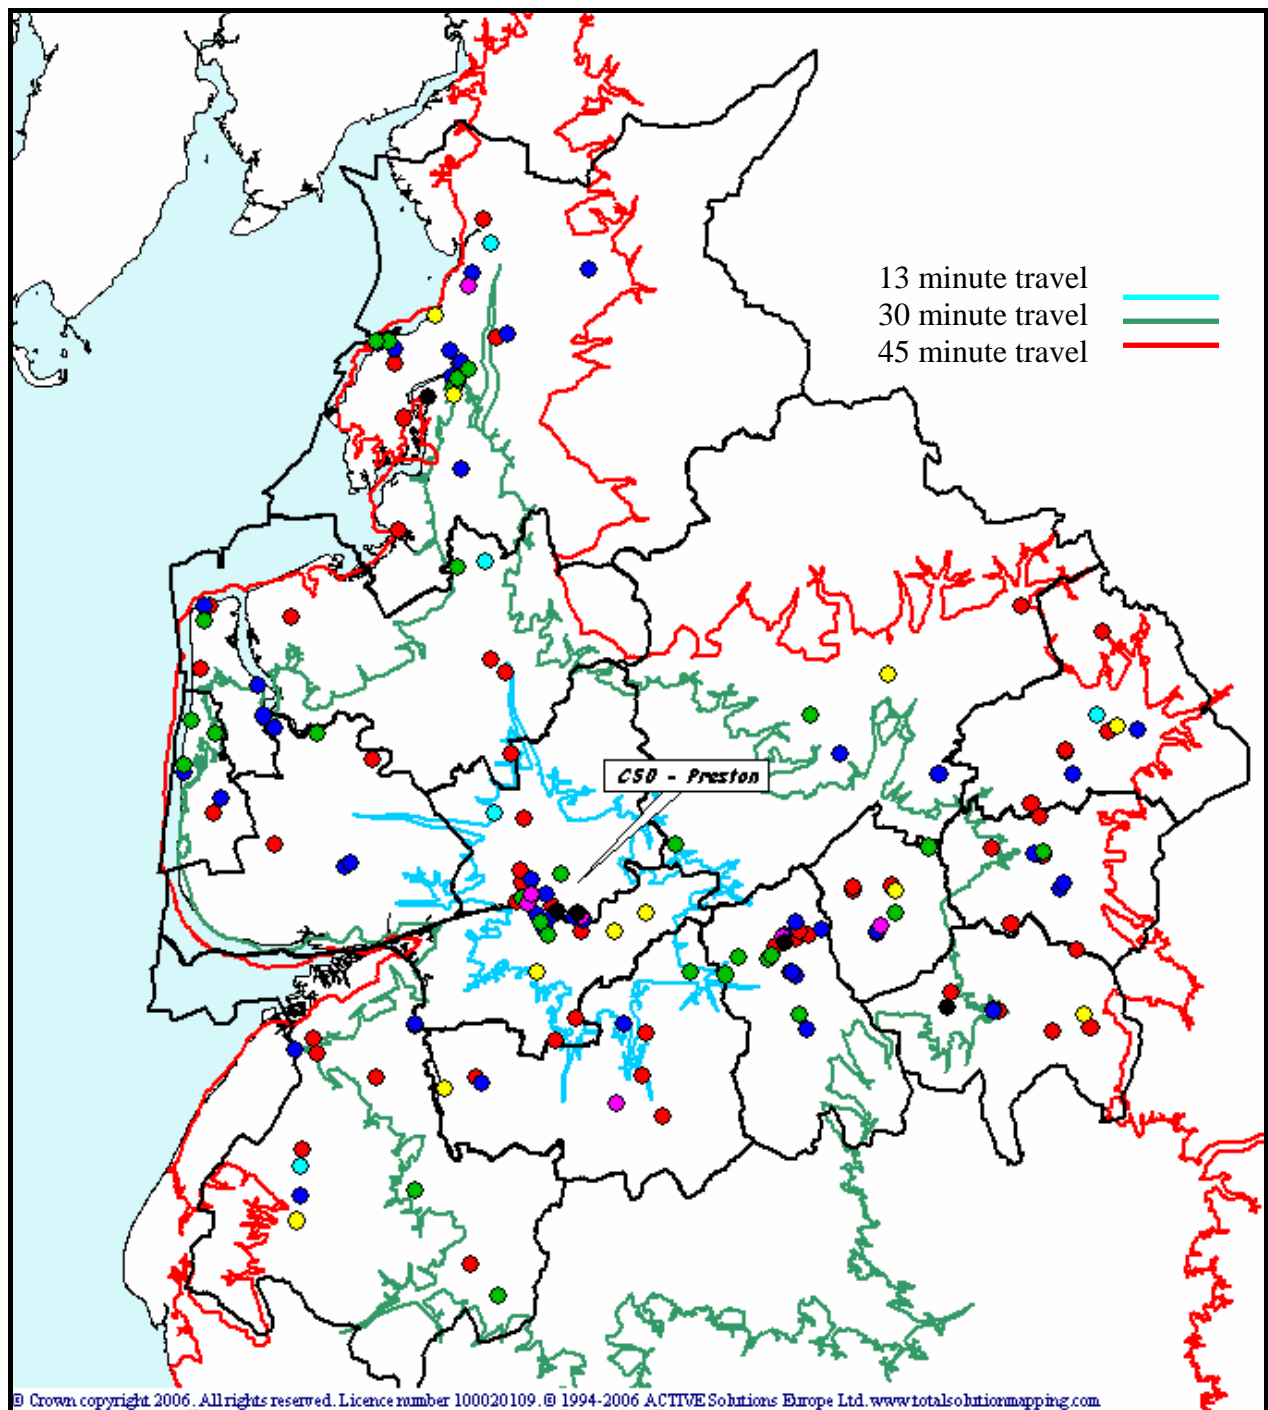 13 minute travel
30 minute travel
45 minute travel
C50 - Preston
© Crown copyright 2006. All rights reserved. Licence number 100020109. © 1994-2006 ACTIVE Solutions Europe Ltd. www.totalsolutionmapping.com